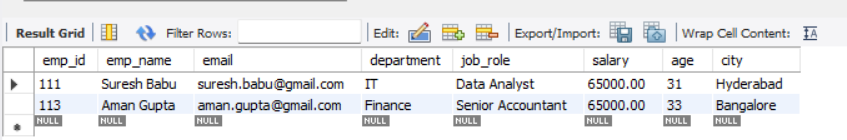 Result Grid Filter Rows: Edit: Export/Import: Wrap Cell Content: IA
emp_id emp_name email department job_role salary age city
111 Suresh Babu suresh.babu@gmail.com IT Data Analyst 65000.00 31 Hyderabad
113 Aman Gupta aman.gupta@gmail.com Finance Senior Accountant 65000.00 33 Bangalore
NULL NULL NULL NULL NULL NULL NULL NULL